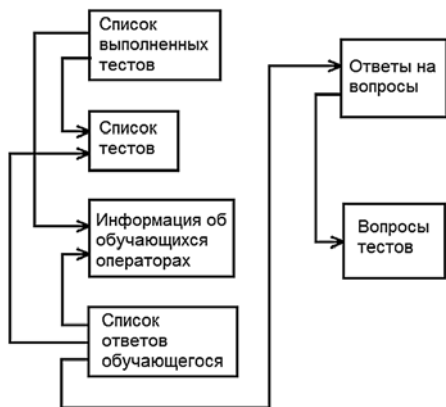 Список
выполненных
тестов
Список
тестов
Информация об
обучающихся
операторах
Список
ответов
обучающегося
Ответы на
вопросы
Вопросы
тестов